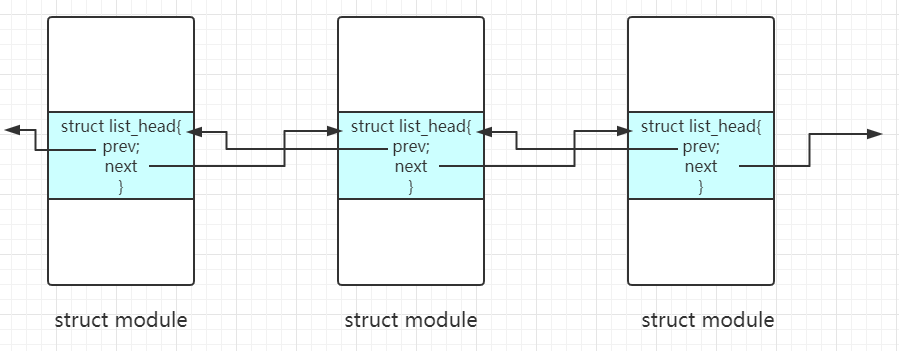 struct list_head{
prev;
next
}
struct module
struct list_head{
prev;
next
}
struct module
struct list_head{
prev;
next
}
struct module